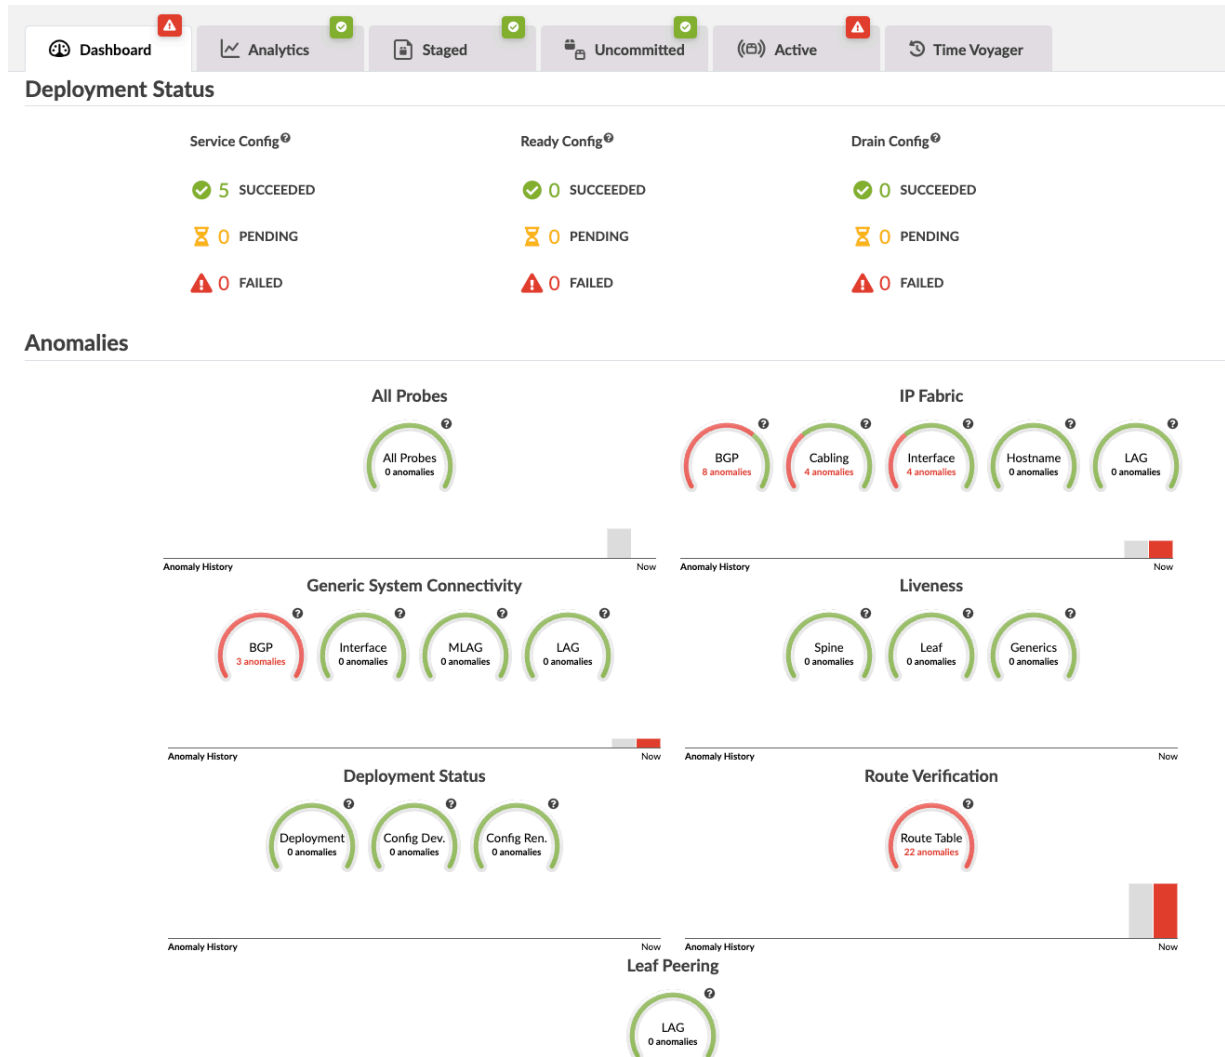 Dashboard
Analytics
Staged
Uncommitted
Active
Time Voyager
Deployment Status
Service Config
Ready Config
Drain Config
5 SUCCEEDED
0 SUCCEEDED
0 SUCCEEDED
0 PENDING
0 PENDING
0 PENDING
0 FAILED
0 FAILED
0 FAILED
Anomalies
All Probes
All Probes
0 anomalies
Anomaly History
Now
IP Fabric
BGP
8 anomalies
Cabling
4 anomalies
Interface
4 anomalies
Hostname
0 anomalies
LAG
0 anomalies
Anomaly History
Now
Generic System Connectivity
BGP
3 anomalies
Interface
0 anomalies
MLAG
0 anomalies
LAG
0 anomalies
Anomaly History
Now
Liveness
Spine
0 anomalies
Leaf
0 anomalies
Generics
0 anomalies
Anomaly History
Now
Deployment Status
Deployment
0 anomalies
Config Dev.
0 anomalies
Config Ren.
0 anomalies
Anomaly History
Now
Route Verification
Route Table
22 anomalies
Anomaly History
Now
Leaf Peering
LAG
0 anomalies